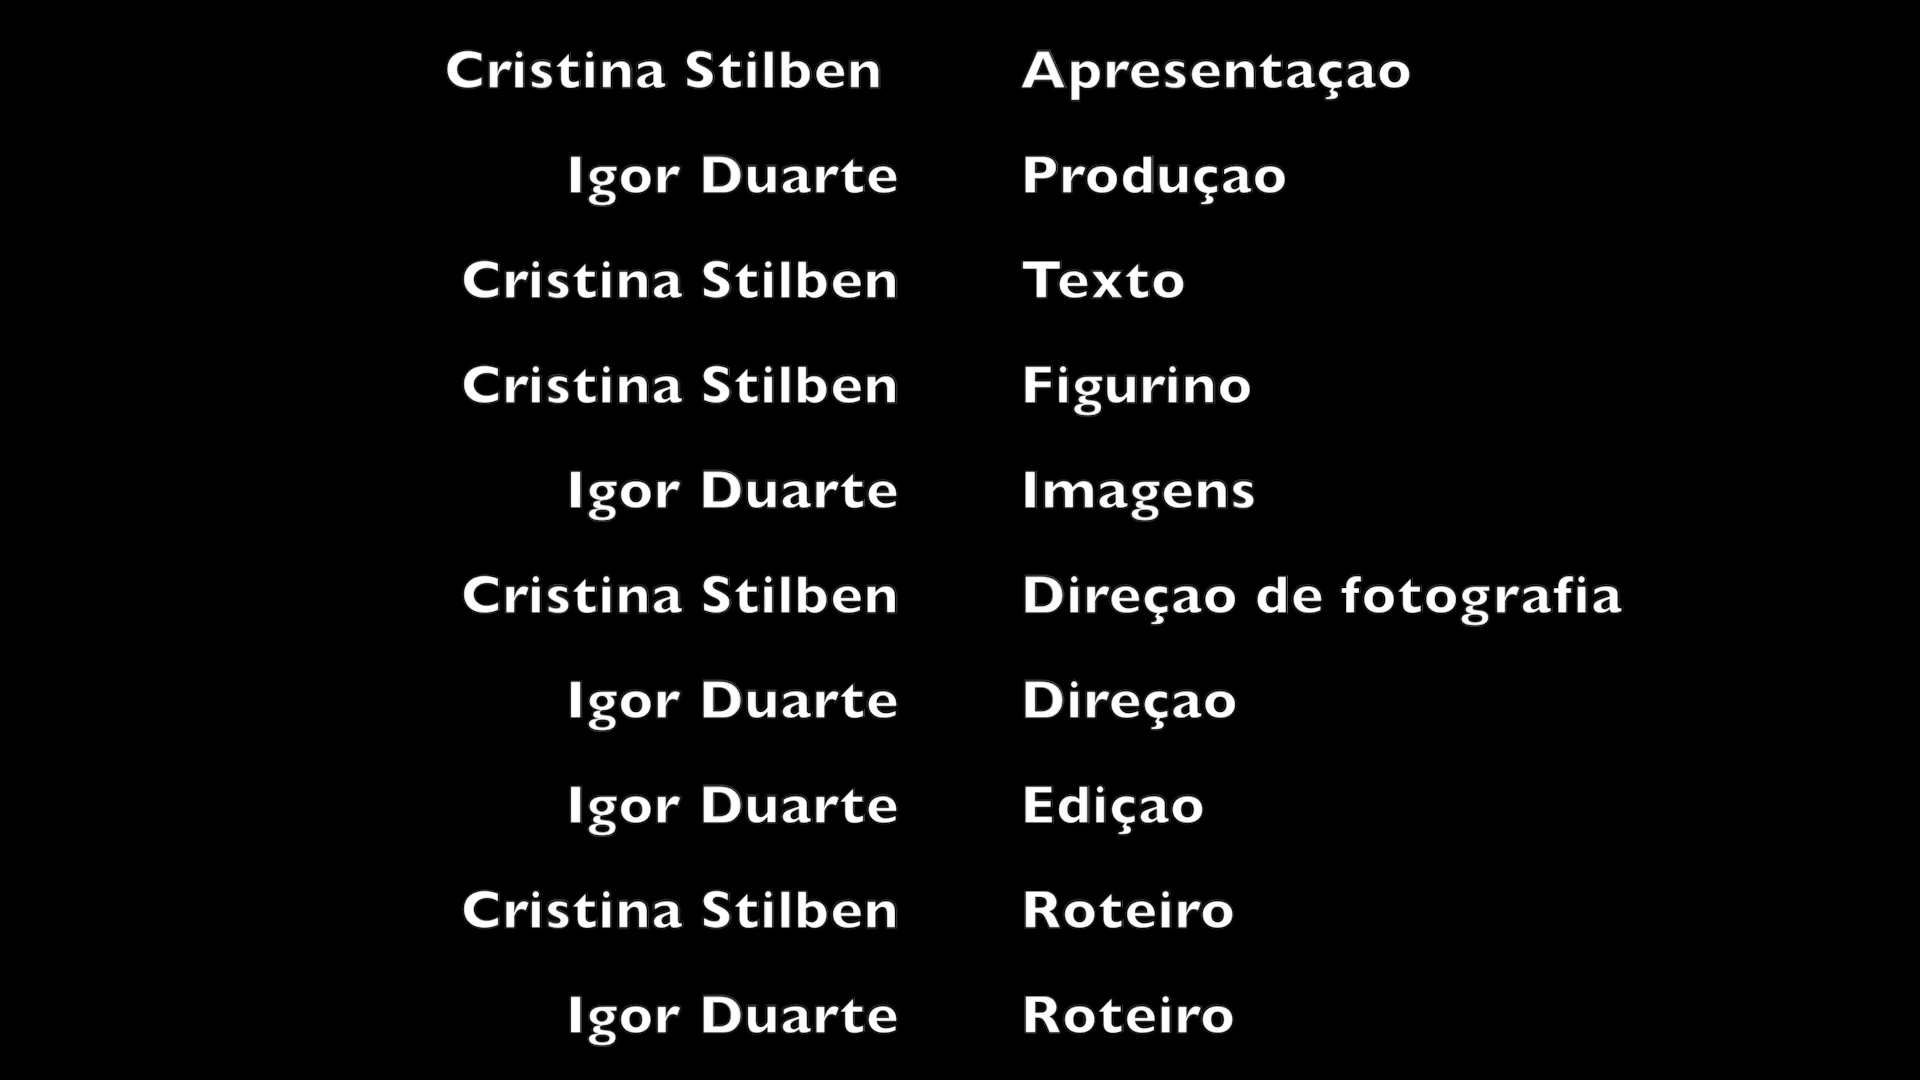 Cristina Stilben Apresentaçao
Igor Duarte Produçao
Cristina Stilben Texto
Cristina Stilben Figurino
Igor Duarte Imagens
Cristina Stilben Direçao de fotografia
Igor Duarte Direçao
Igor Duarte Ediçao
Cristina Stilben Roteiro
Igor Duarte Roteiro